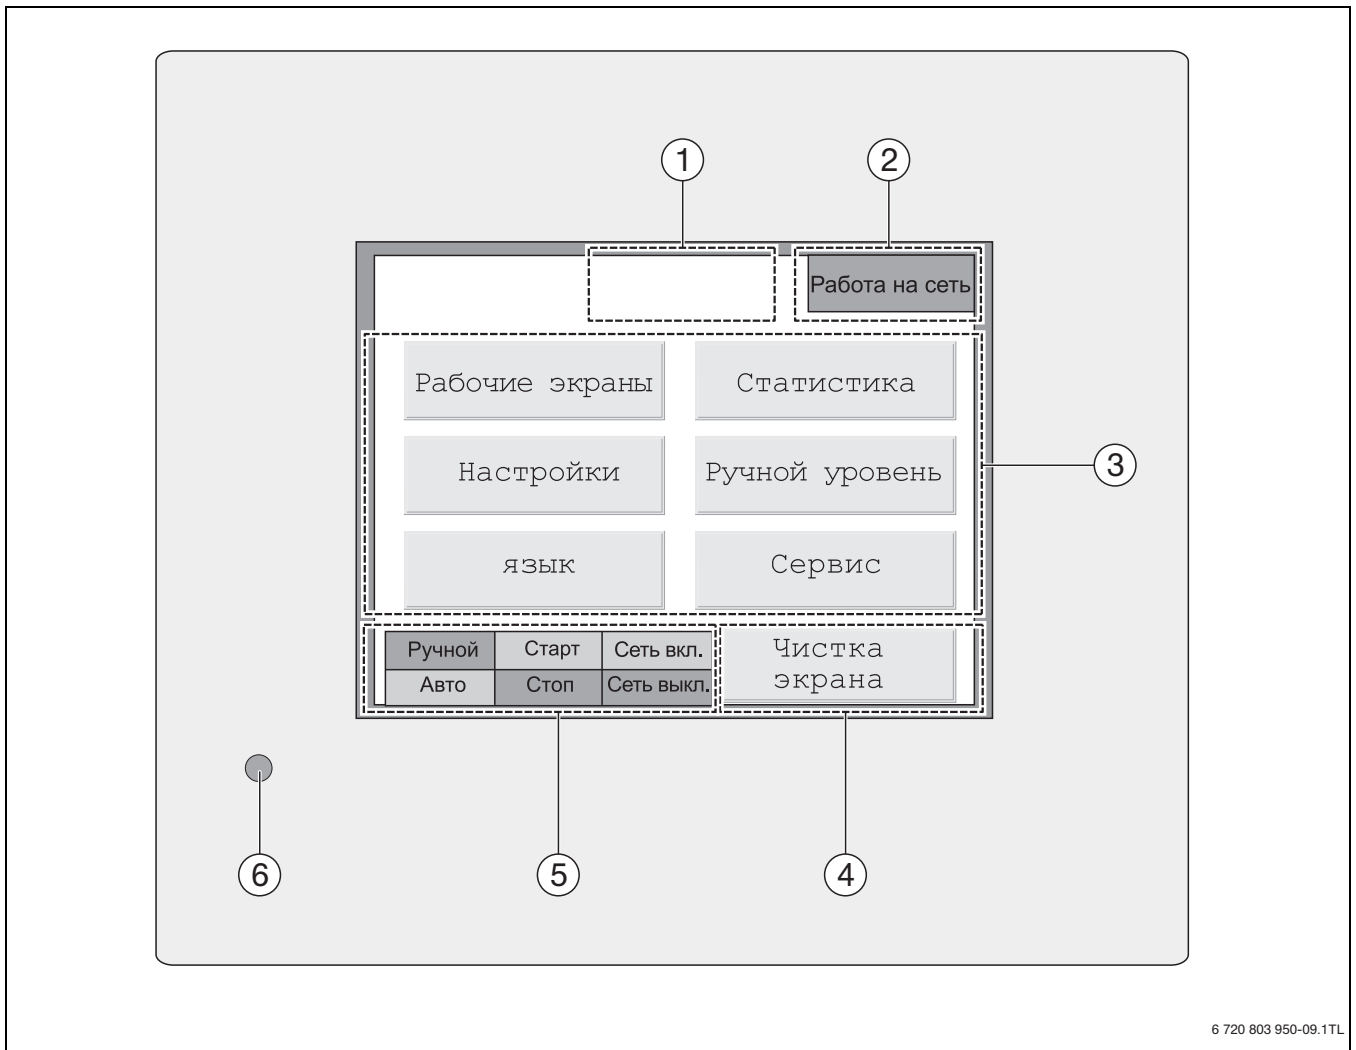 1 2
Работа на сеть
Рабочие экраны Статистика
Настройки Ручной уровень
3
язык Сервис
Ручной Старт Сеть вкл.
Авто Стоп Сеть выкл.
Чистка
экрана
6 5 4
6 720 803 950-09.1TL